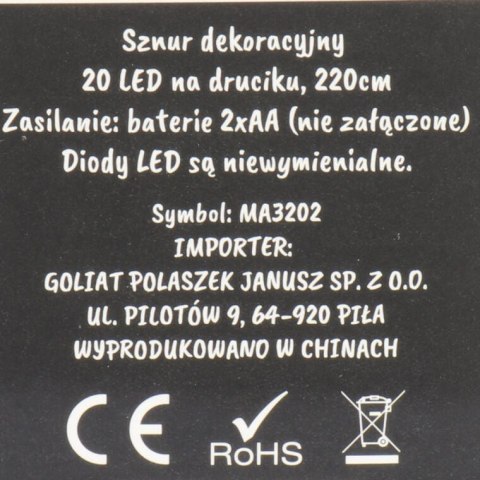 Sznur dekoracyjny
20 LED na druciku, 220cm
Zasilanie: baterie 2xAA (nie załączone)
Diody LED są niewymienialne.
Symbol: MA3202
IMPORTER:
GOLIAT POLASZEK JANUSZ SP. Z O.O.
UL. PILOTÓW 9, 64-920 PIŁA
WYPRODUKOWANO W CHINACH
CE RoHS